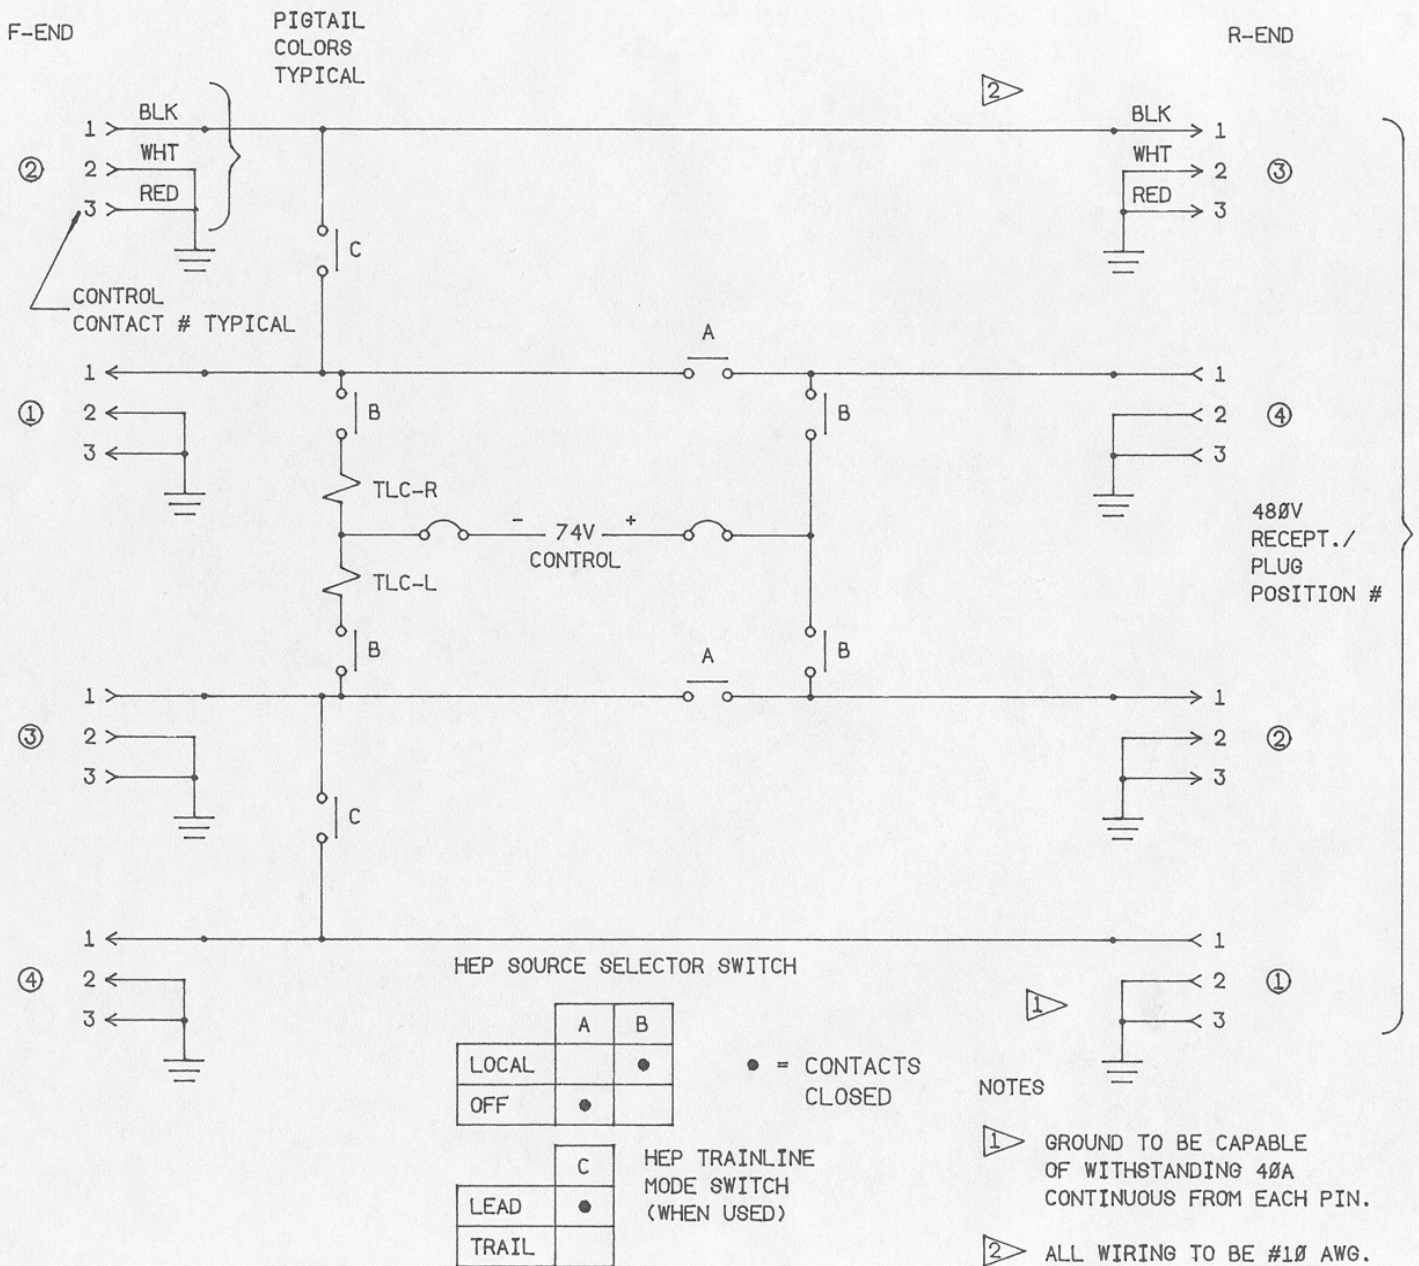 F-END
PIGTAIL
COLORS
TYPICAL
R-END
2
BLK
1
WHT
2
2
RED
3
BLK
1
WHT
2
3
RED
3
C
CONTROL
CONTACT # TYPICAL
A
1
1
2
3
1
B
B
1
2
4
3
TLC-R
- 74V +
CONTROL
TLC-L
480V
RECEPT./
PLUG
POSITION #
B
A
B
1
2
3
3
1
2
2
3
C
1
2
4
3
1
2
1
3
HEP SOURCE SELECTOR SWITCH
A B
LOCAL ●
OFF ●
● = CONTACTS
CLOSED
C
LEAD ●
TRAIL
HEP TRAINLINE
MODE SWITCH
(WHEN USED)
1
NOTES
1 GROUND TO BE CAPABLE
OF WITHSTANDING 40A
CONTINUOUS FROM EACH PIN.
2 ALL WIRING TO BE #10 AWG.